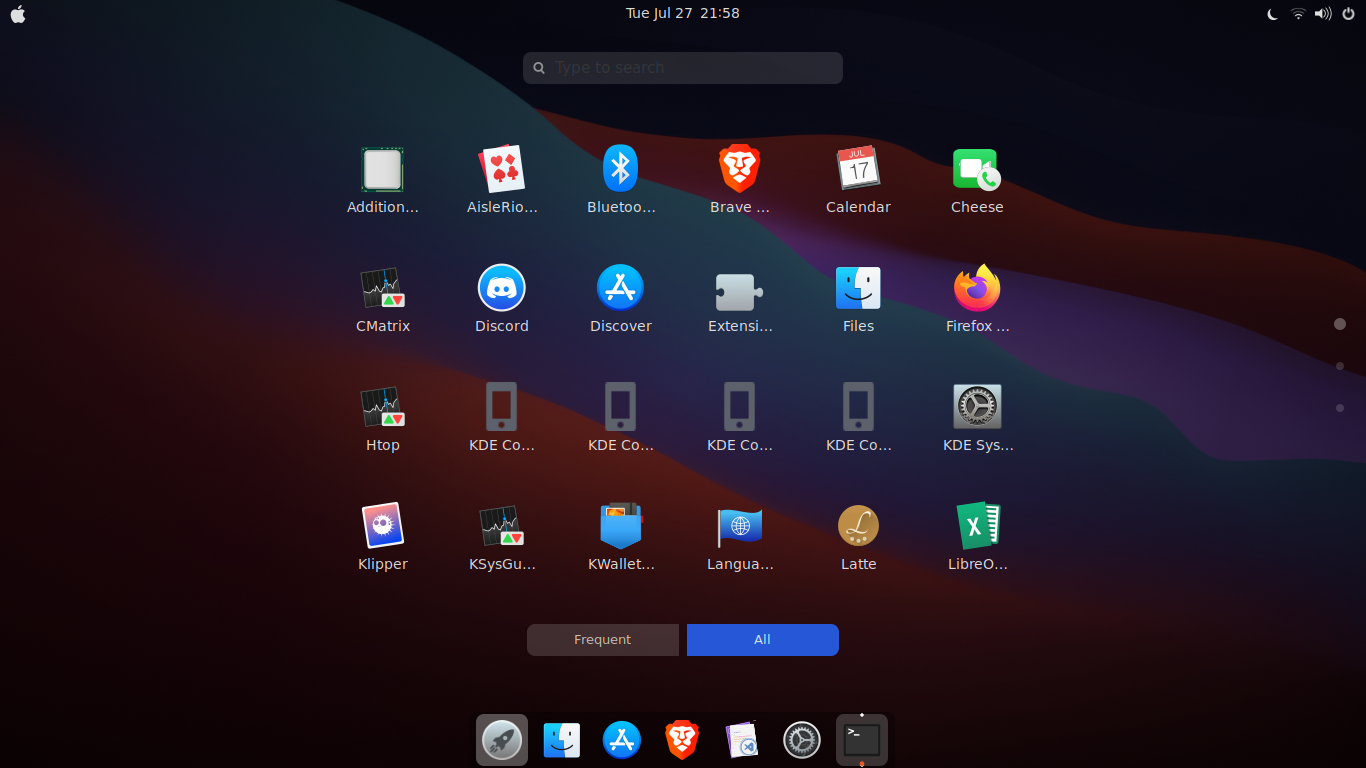 Tue Jul 27 21:58
Type to search
Addition...
AisleRio...
Bluetoo...
Brave ...
JUL
17
Calendar
Cheese
CMatrix
Discord
Discover
Extensi...
Files
Firefox ...
Htop
KDE Co...
KDE Co...
KDE Co...
KDE Co...
KDE Sys...
Klipper
KSysGu...
KWallet...
Langua...
L
Latte
X
LibreO...
Frequent
All
>_